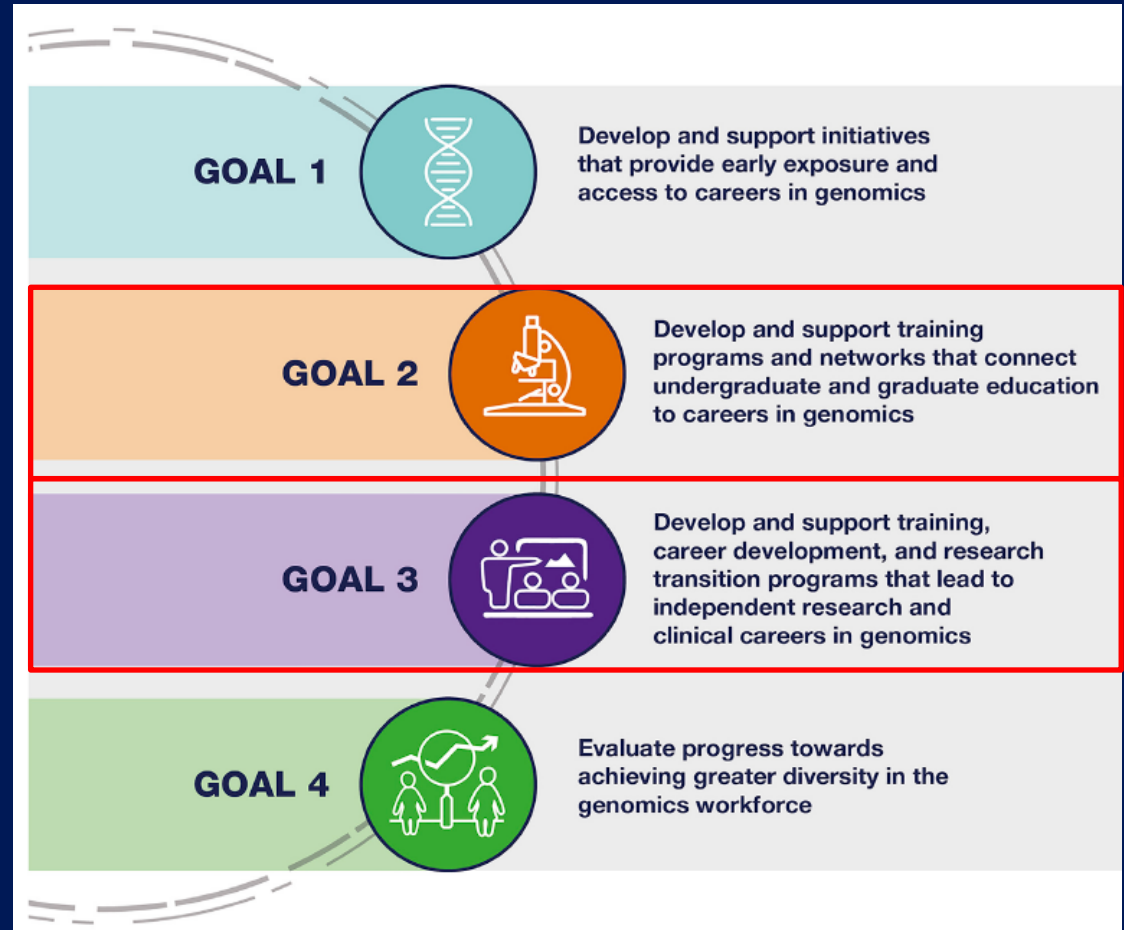 GOAL 1
Develop and support initiatives
that provide early exposure and
access to careers in genomics
GOAL 2
Develop and support training
programs and networks that connect
undergraduate and graduate education
to careers in genomics
GOAL 3
Develop and support training,
career development, and research
transition programs that lead to
independent research and
clinical careers in genomics
GOAL 4
Evaluate progress towards
achieving greater diversity in the
genomics workforce